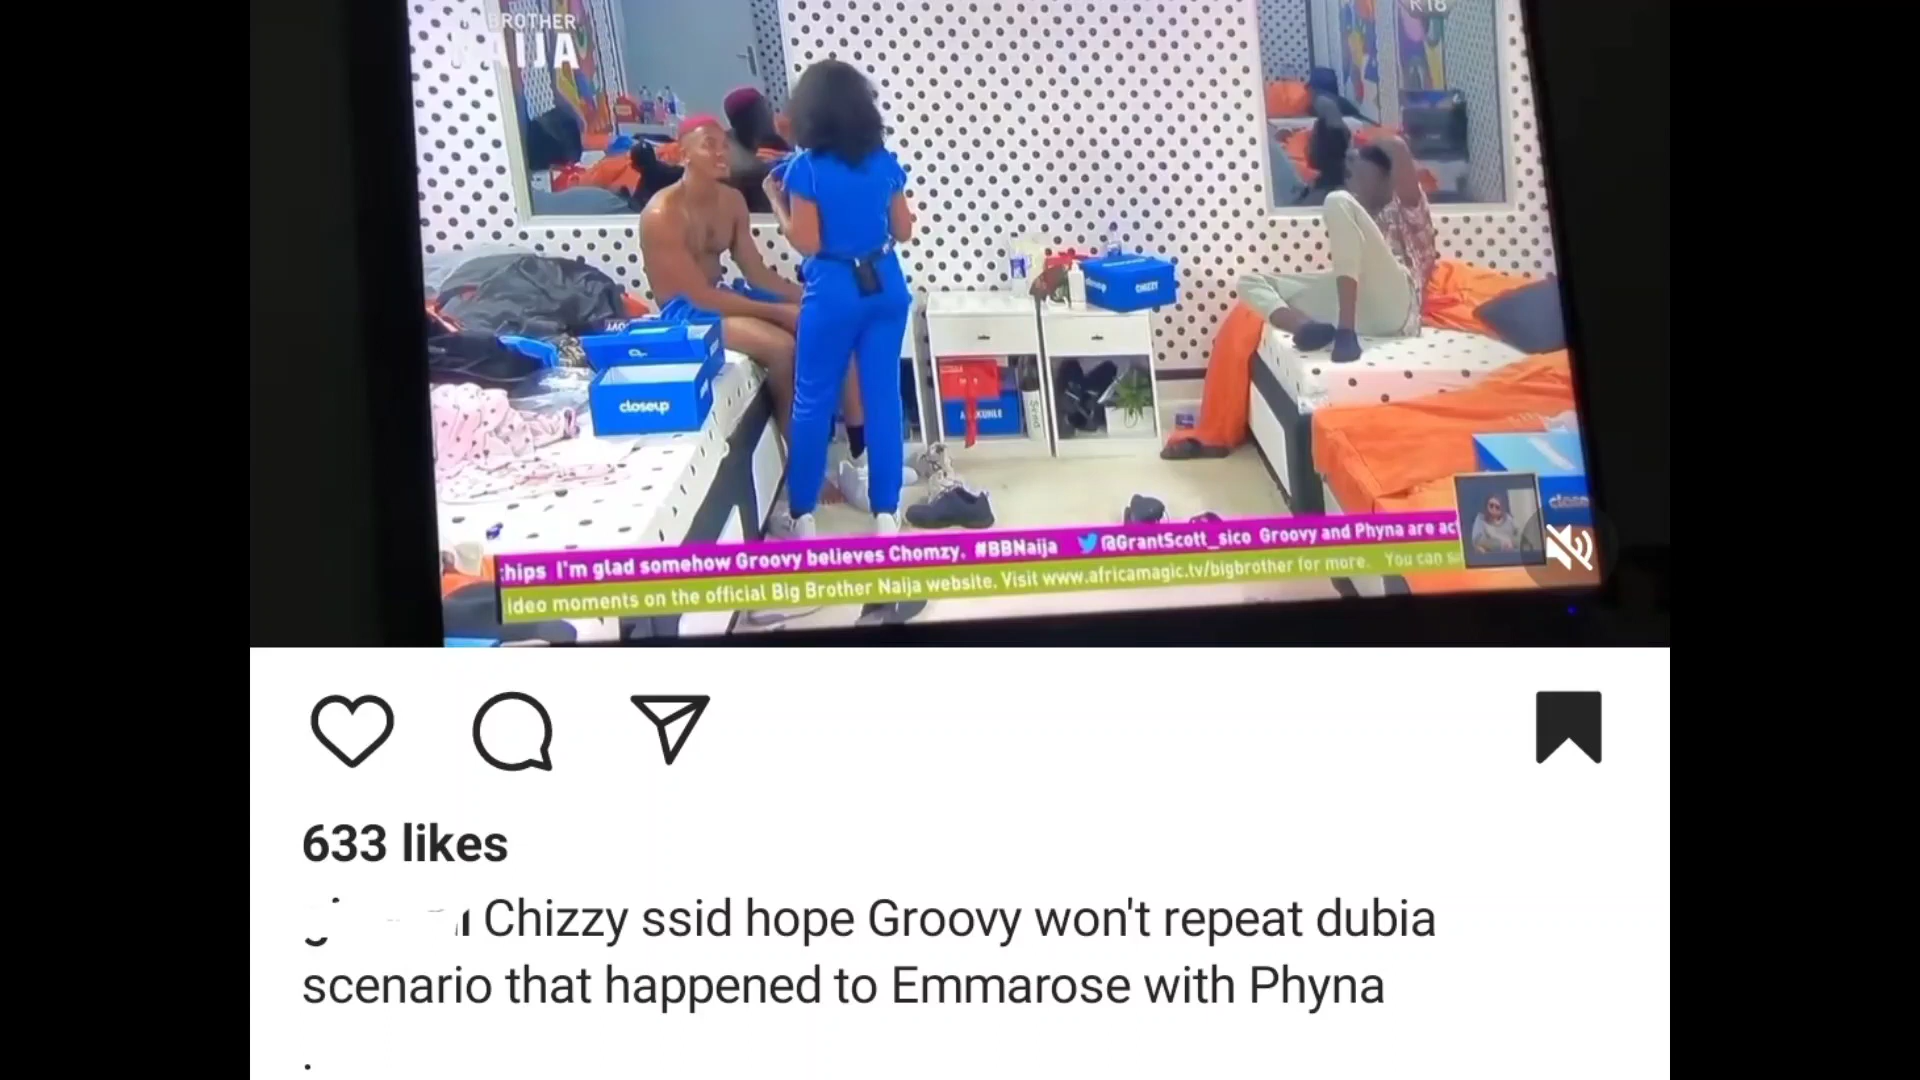 BROTHER
NAIJA
R18
closeup
closeup
CHIZZY
:hips I'm glad somehow Groovy believes Chomzy. #BBNaija @GrantScott_sico Groovy and Phyna are ac
ideo moments on the official Big Brother Naija website. Visit www.africamagic.tv/bigbrother for more. You can s
633 likes
Chizzy ssid hope Groovy won't repeat dubia
scenario that happened to Emmarose with Phyna
.